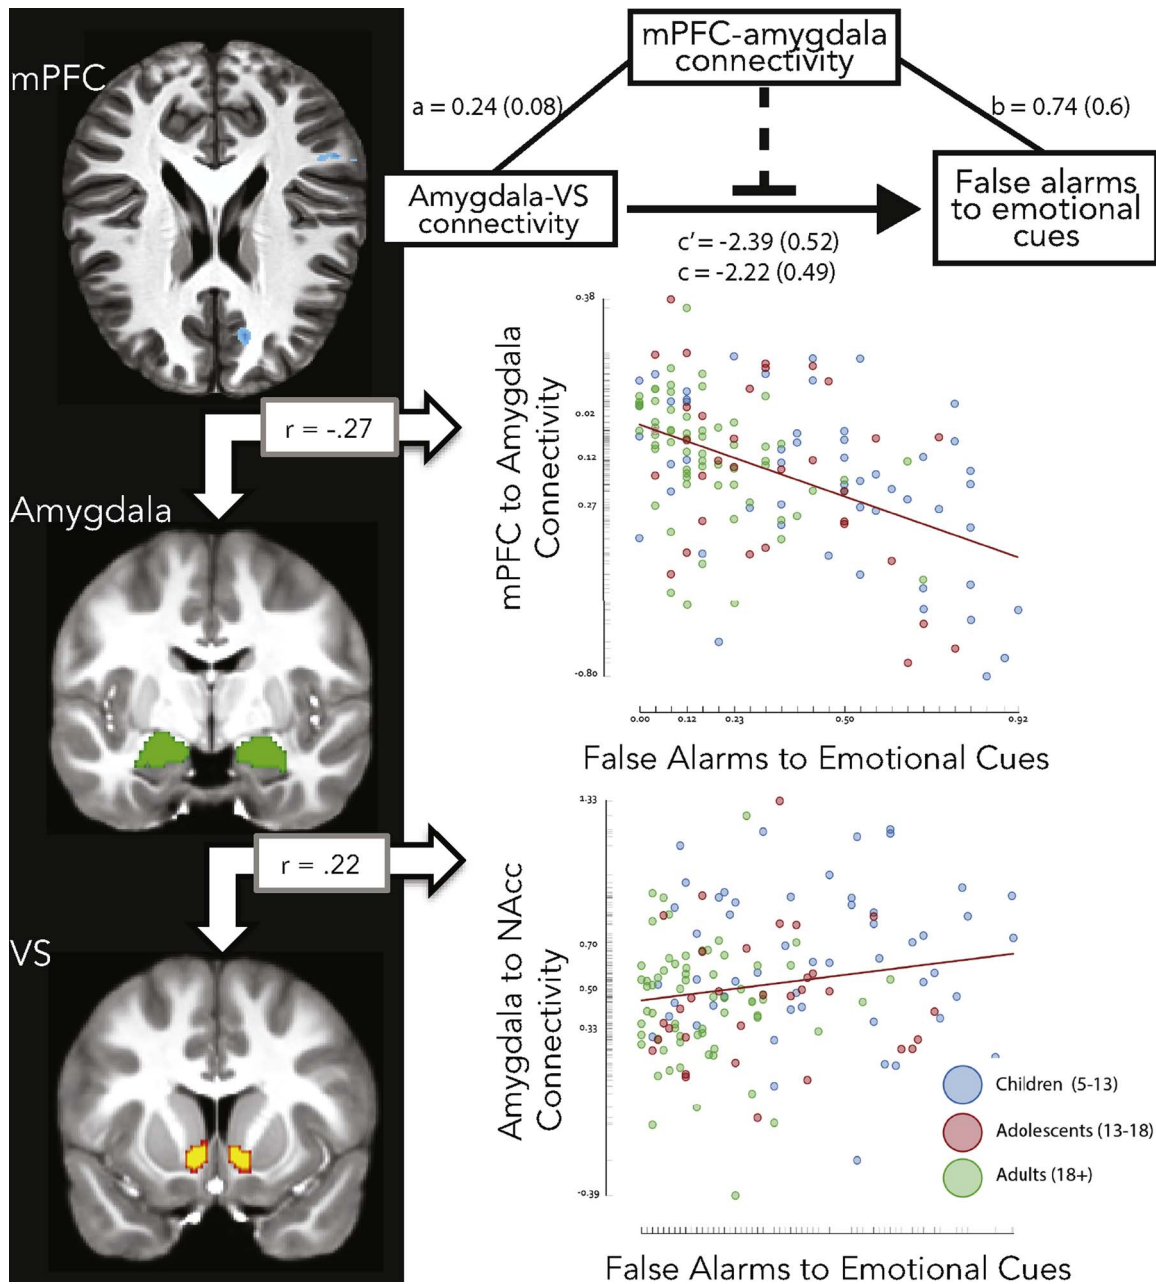 mPFC
mPFC-amygdala
connectivity
a = 0.24 (0.08)
b = 0.74 (0.6)
Amygdala-VS
connectivity
False alarms
to emotional
cues
c' = -2.39 (0.52)
c = -2.22 (0.49)
r = -.27
mPFC to Amygdala
Connectivity
0.38
0.02
0.12
0.27
-0.80
0.00
0.12
0.23
0.50
0.92
False Alarms to Emotional Cues
Amygdala
r = .22
Amygdala to NAcc
Connectivity
1.33
0.70
0.50
0.33
-0.39
VS
Children (5-13)
Adolescents (13-18)
Adults (18+)
False Alarms to Emotional Cues